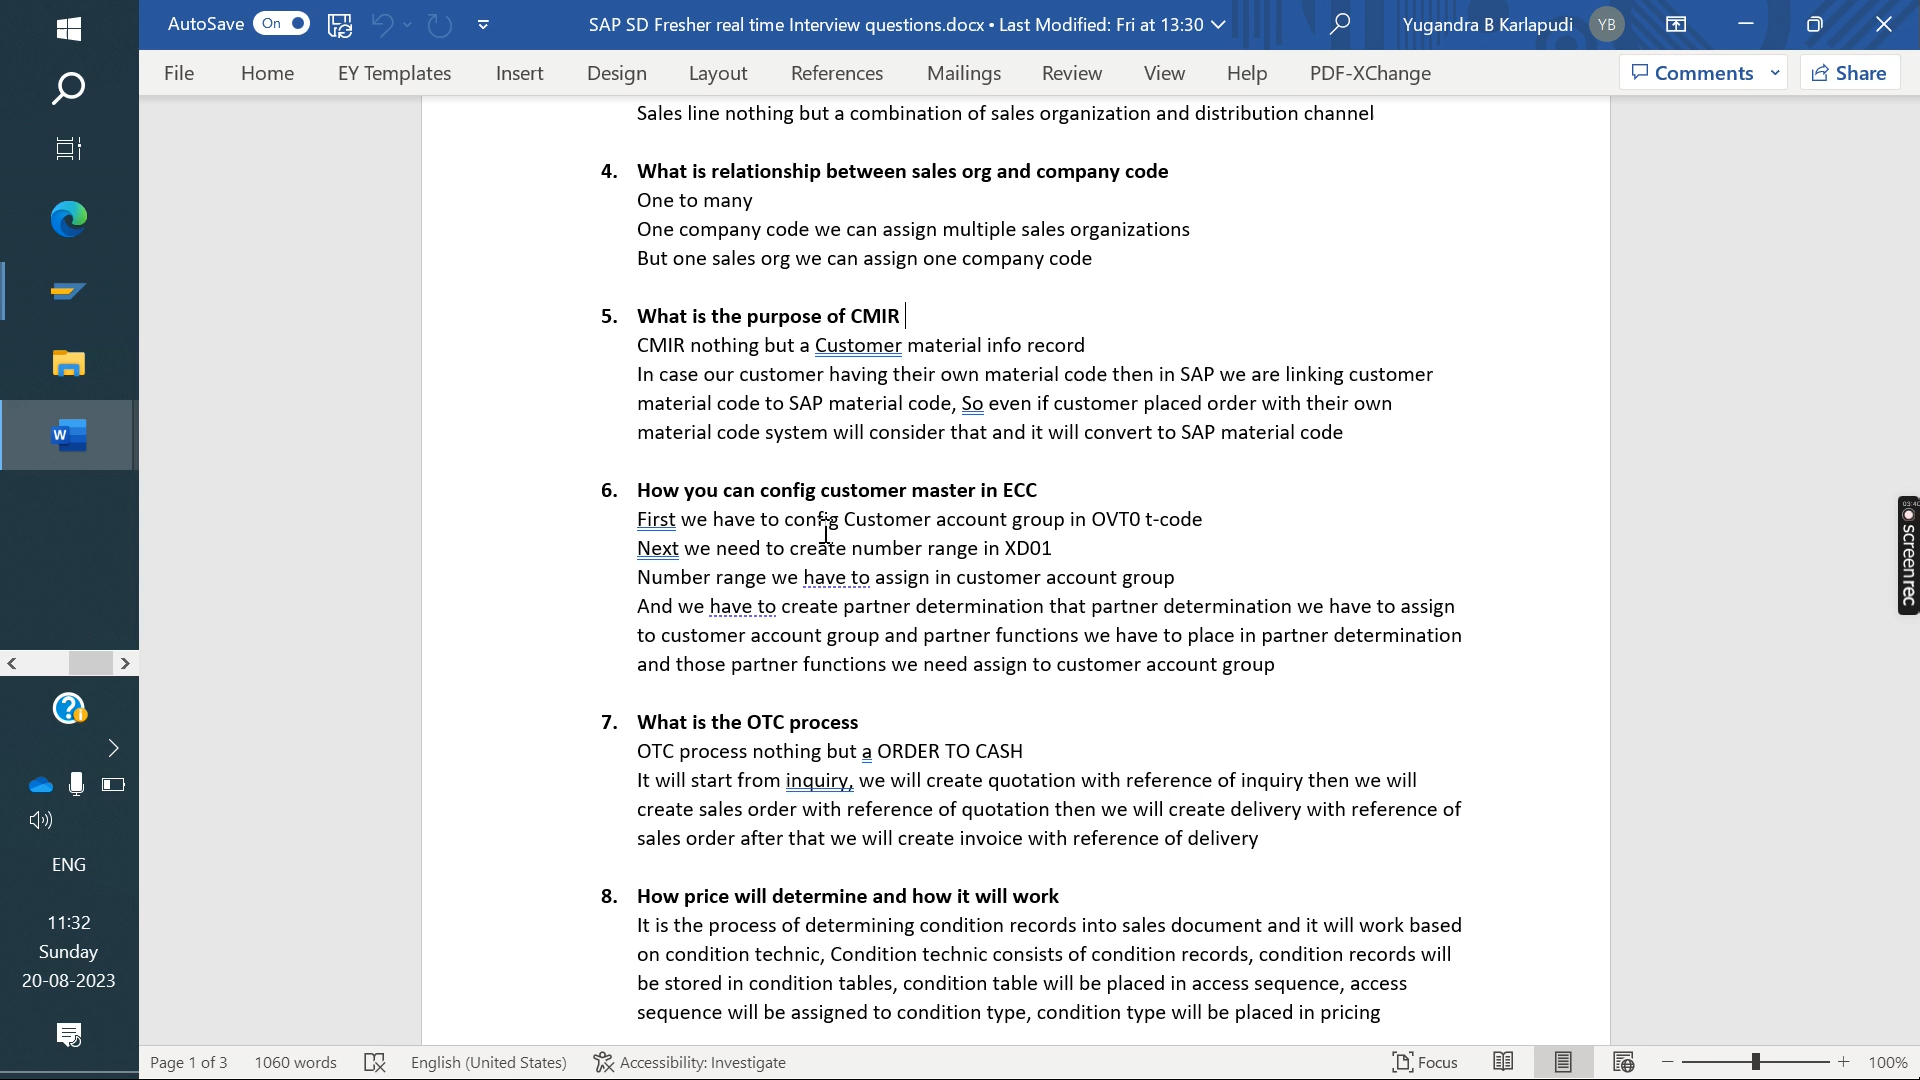 AutoSave On SAP SD Fresher real time Interview questions.docx • Last Modified: Fri at 13:30 Yugandra B Karlapudi YB
File Home EY Templates Insert Design Layout References Mailings Review View Help PDF-XChange Comments Share
Sales line nothing but a combination of sales organization and distribution channel
4. What is relationship between sales org and company code
One to many
One company code we can assign multiple sales organizations
But one sales org we can assign one company code
5. What is the purpose of CMIR
CMIR nothing but a Customer material info record
In case our customer having their own material code then in SAP we are linking customer
material code to SAP material code, So even if customer placed order with their own
material code system will consider that and it will convert to SAP material code
6. How you can config customer master in ECC
First we have to config Customer account group in OVT0 t-code
Next we need to create number range in XD01
Number range we have to assign in customer account group
And we have to create partner determination that partner determination we have to assign
to customer account group and partner functions we have to place in partner determination
and those partner functions we need assign to customer account group
7. What is the OTC process
OTC process nothing but a ORDER TO CASH
It will start from inquiry, we will create quotation with reference of inquiry then we will
create sales order with reference of quotation then we will create delivery with reference of
sales order after that we will create invoice with reference of delivery
8. How price will determine and how it will work
It is the process of determining condition records into sales document and it will work based
on condition technic, Condition technic consists of condition records, condition records will
be stored in condition tables, condition table will be placed in access sequence, access
sequence will be assigned to condition type, condition type will be placed in pricing
W
ENG
11:32
Sunday
20-08-2023
screenrec
Page 1 of 3 1060 words English (United States) Accessibility: Investigate Focus 100%